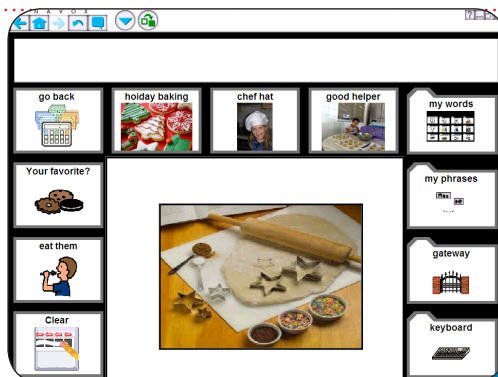 NAVOX
go back
hoiday baking
chef hat
good helper
my words
Your favorite?
my phrases
eat them
gateway
Clear
keyboard